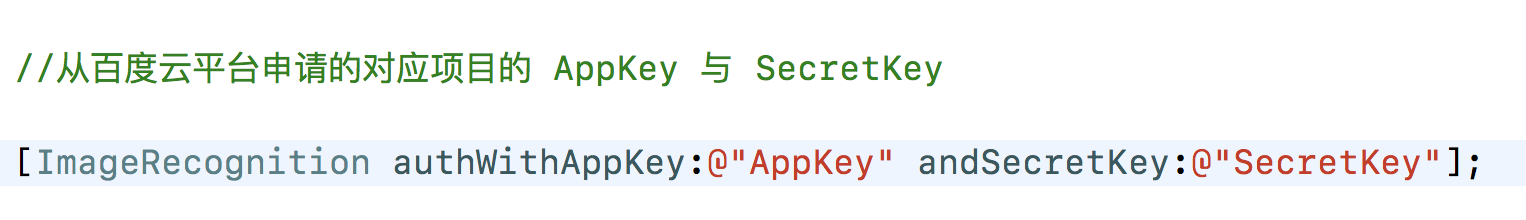 //从百度云平台申请的对应项目的 AppKey 与 SecretKey
[ImageRecognition authWithAppKey:@"AppKey" andSecretKey:@"SecretKey"];